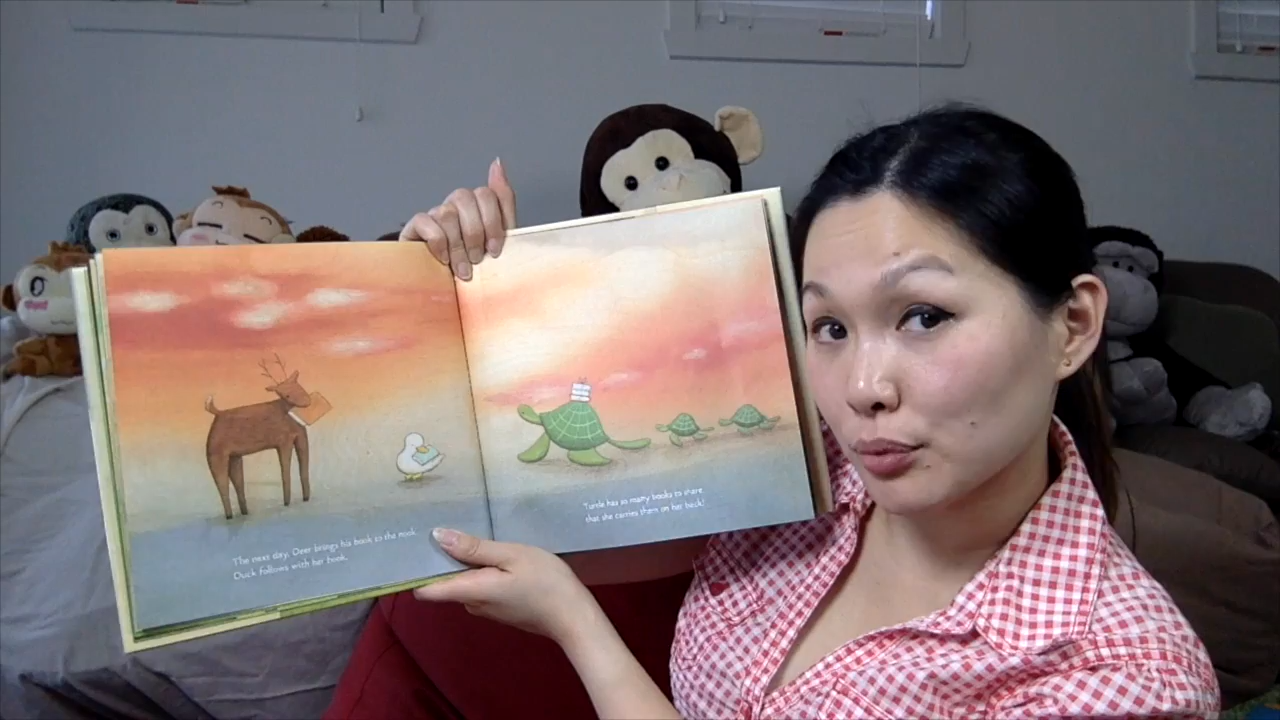 The next day, Deer brings his book to the nook.
Duck follows with her book.
Turtle has so many books to share
that she carries them on her back!